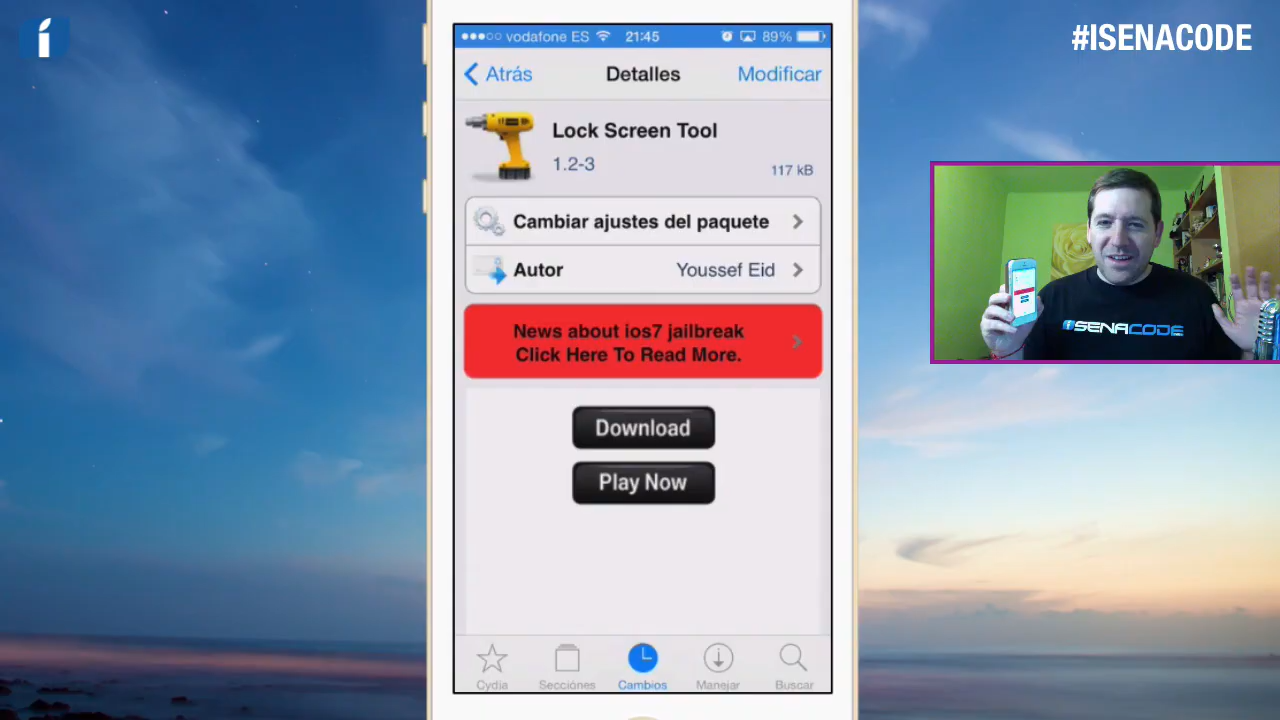 #ISENACODE
vodafone ES 21:45 89%
Atrás Detalles Modificar
Lock Screen Tool
1.2-3
117 kB
Cambiar ajustes del paquete
Autor Youssef Eid
News about ios7 jailbreak
Click Here To Read More.
Download
Play Now
Cydia Secciónes Cambios Manejar Buscar
iSENACODE